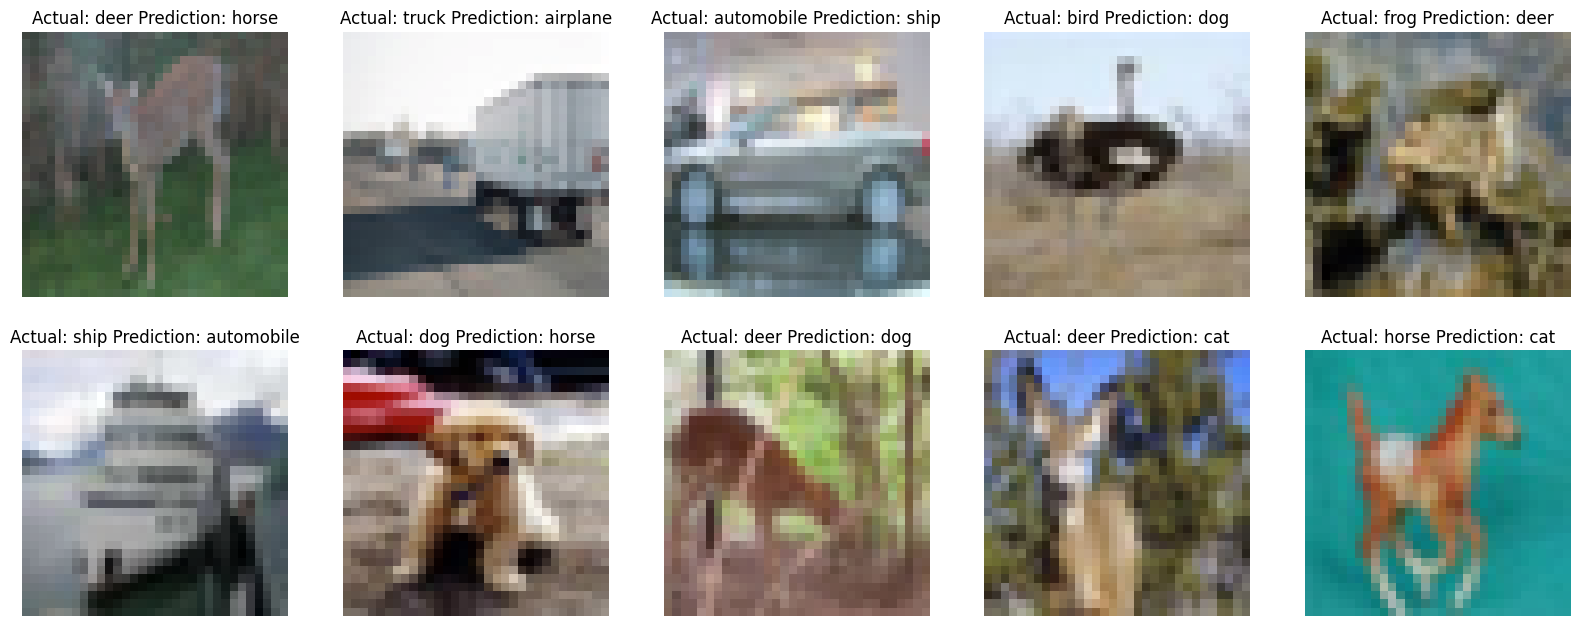 Actual: deer Prediction: horse
Actual: truck Prediction: airplane
Actual: automobile Prediction: ship
Actual: bird Prediction: dog
Actual: frog Prediction: deer
Actual: ship Prediction: automobile
Actual: dog Prediction: horse
Actual: deer Prediction: dog
Actual: deer Prediction: cat
Actual: horse Prediction: cat